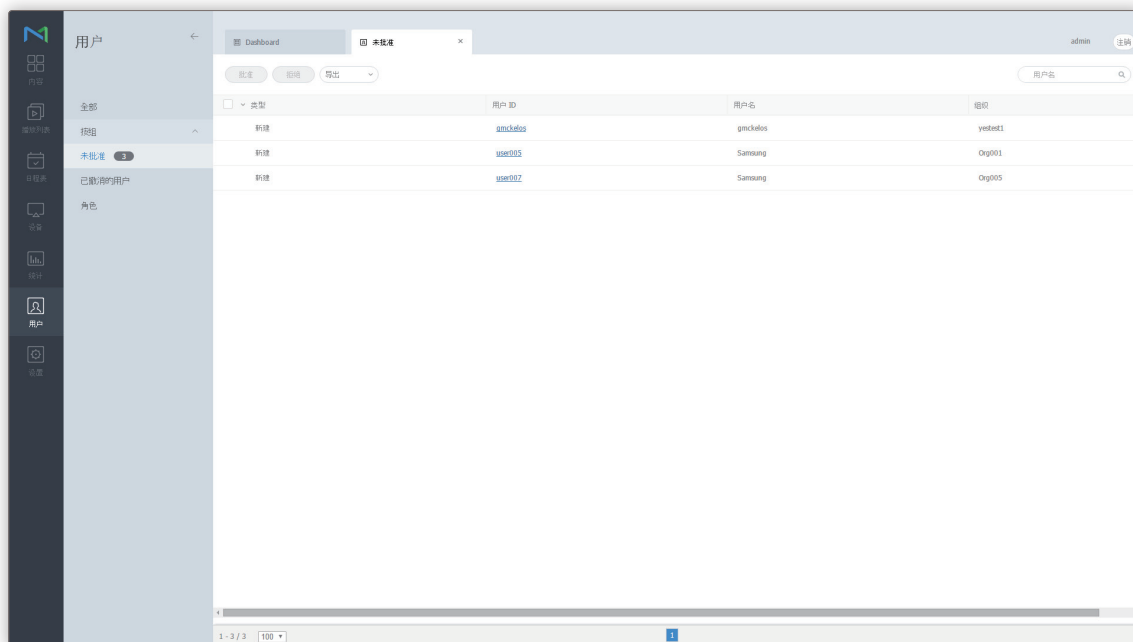 用户 ←
Dashboard
未批准 ×
admin 注销
批准 拒绝 导出
用户名
内容
播放列表
日程表
设备
统计
用户
设置
全部
按组
未批准 3
已撤消的用户
角色
类型 用户 ID 用户名 组织
新建 gmckelos gmckelos yestest1
新建 user005 Samsung Org001
新建 user007 Samsung Org005
1 - 3 / 3 100 1